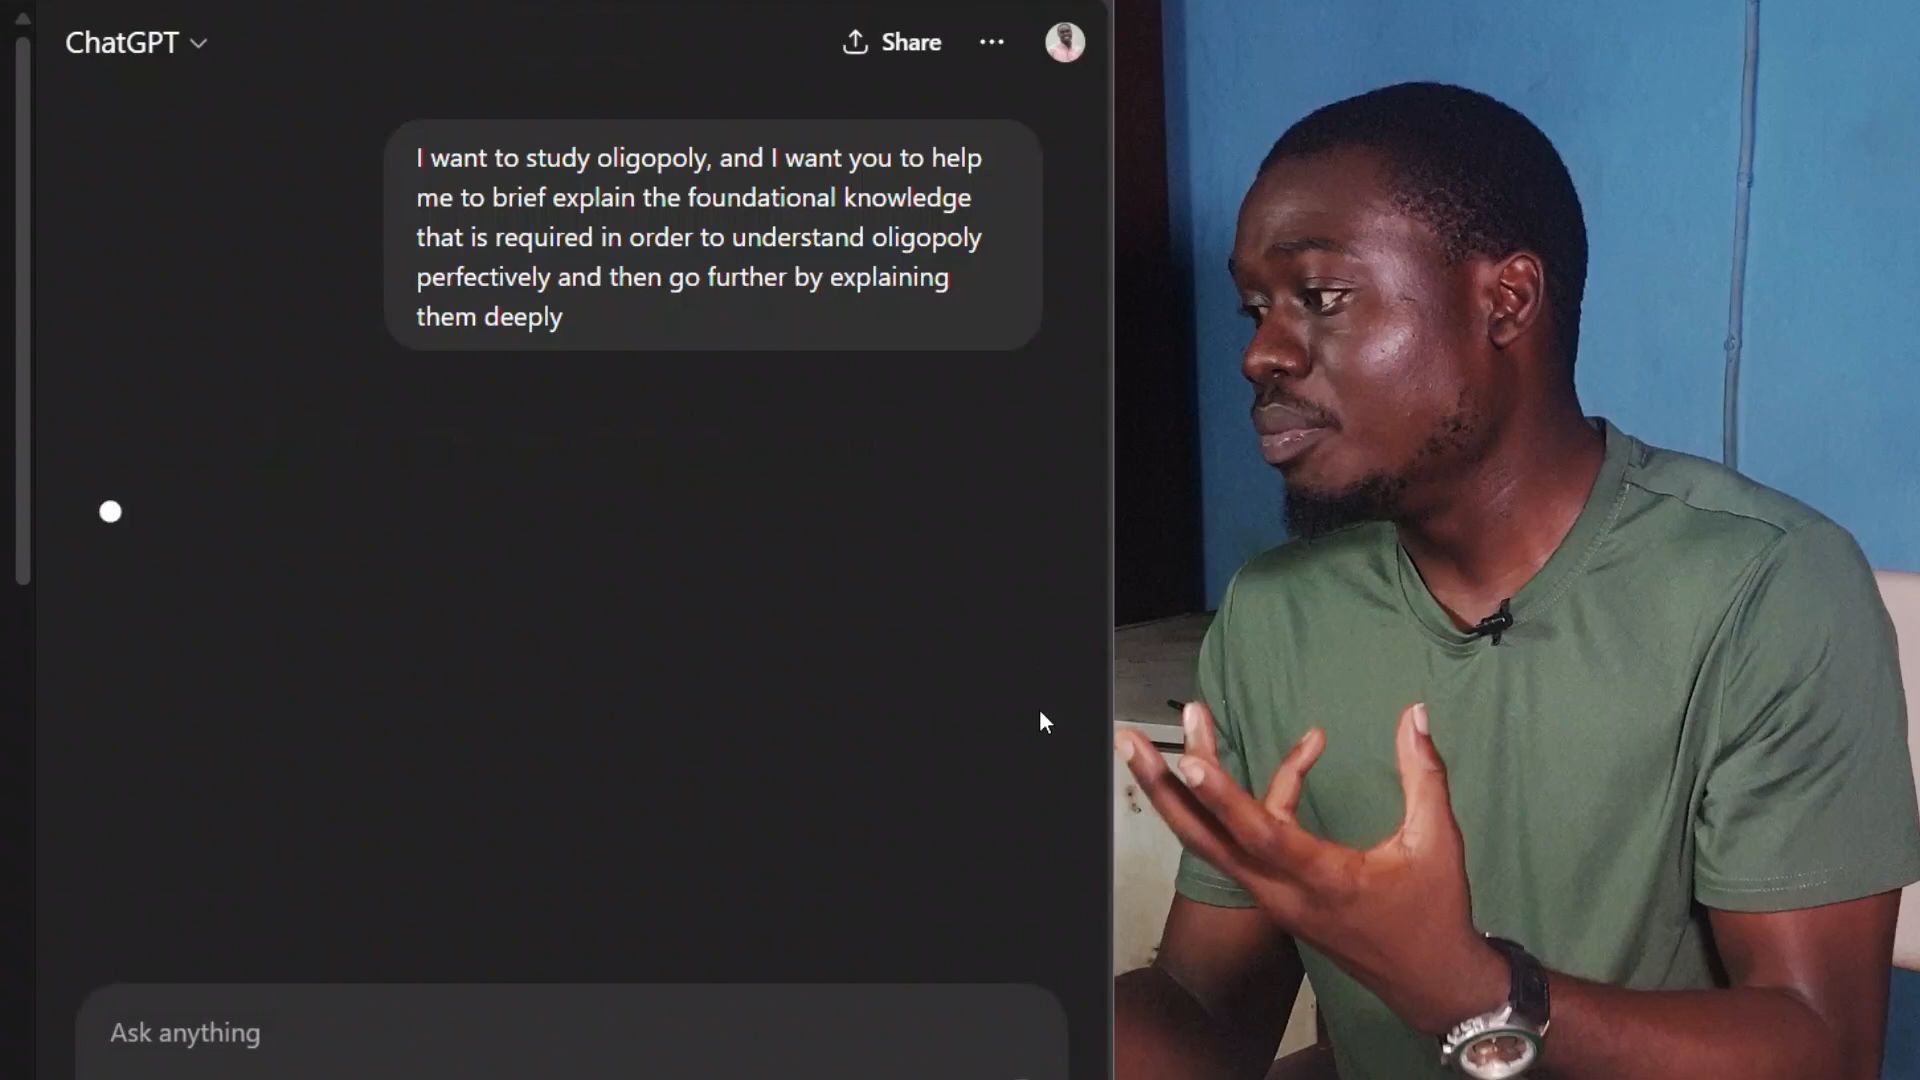 ChatGPT
Share
I want to study oligopoly, and I want you to help
me to brief explain the foundational knowledge
that is required in order to understand oligopoly
perfectively and then go further by explaining
them deeply
Ask anything